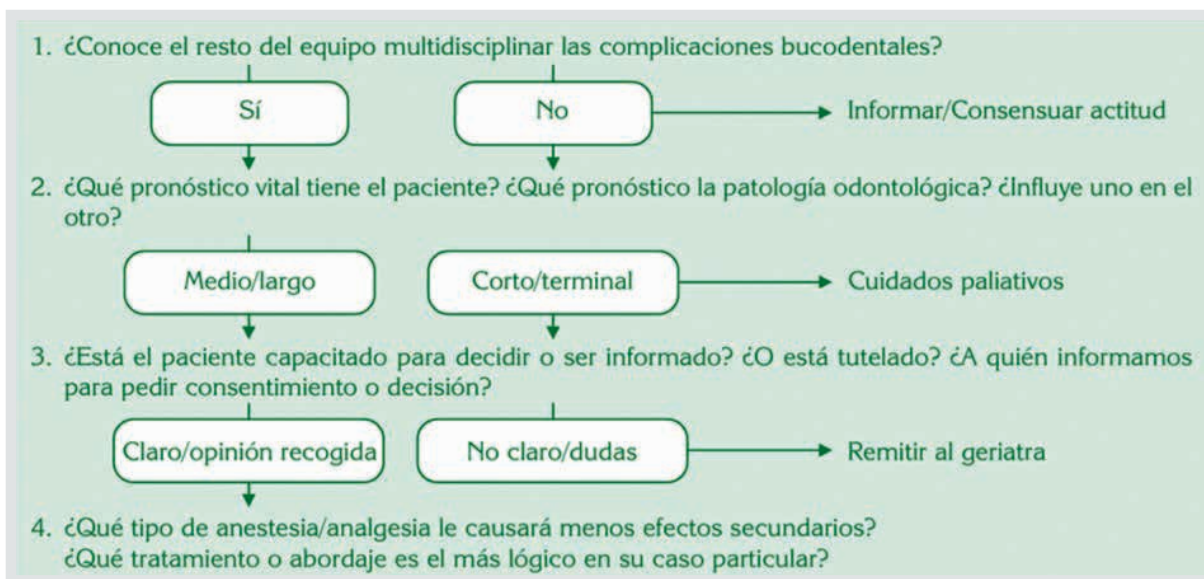 1. ¿Conoce el resto del equipo multidisciplinar las complicaciones bucodentales?
Sí
No
Informar/Consensuar actitud
2. ¿Qué pronóstico vital tiene el paciente? ¿Qué pronóstico la patología odontológica? ¿Influye uno en el
otro?
Medio/largo
Corto/terminal
Cuidados paliativos
3. ¿Está el paciente capacitado para decidir o ser informado? ¿O está tutelado? ¿A quién informamos
para pedir consentimiento o decisión?
Claro/opinión recogida
No claro/dudas
Remitir al geriatra
4. ¿Qué tipo de anestesia/analgesia le causará menos efectos secundarios?
¿Qué tratamiento o abordaje es el más lógico en su caso particular?